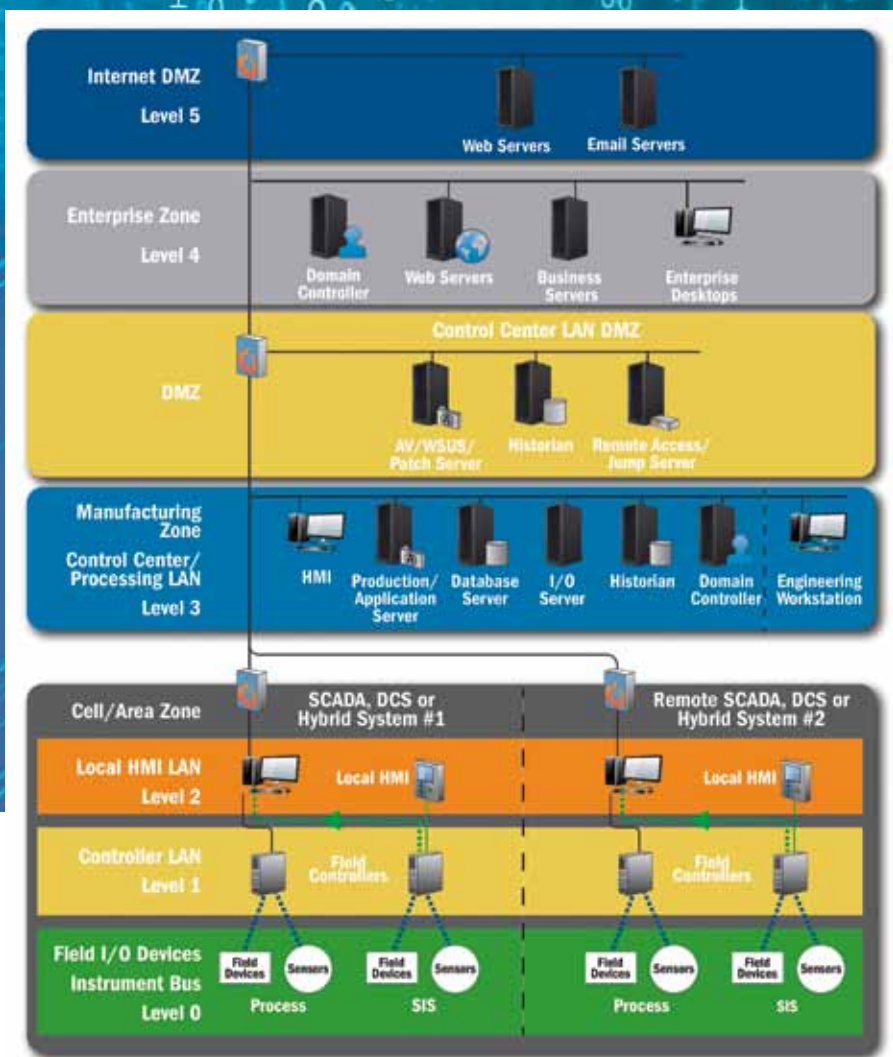 Internet DMZ
Level 5
Web Servers
Email Servers
Enterprise Zone
Level 4
Domain
Controller
Web Servers
Business
Servers
Enterprise
Desktops
Control Center LAN DMZ
DMZ
AV/WSUS/
Patch Server
Historian
Remote Access/
Jump Server
Manufacturing
Zone
Control Center/
Processing LAN
Level 3
HMI
Production/
Application
Server
Database
Server
I/O
Server
Historian
Domain
Controller
Engineering
Workstation
Cell/Area Zone
SCADA, DCS or
Hybrid System #1
Remote SCADA, DCS or
Hybrid System #2
Local HMI LAN
Level 2
Local HMI
Local HMI
Controller LAN
Level 1
Field
Controllers
Field
Controllers
Field I/O Devices
Instrument Bus
Level 0
Field
Devices
Sensors
Process
Field
Devices
Sensors
SIS
Field
Devices
Sensors
Process
Field
Devices
Sensors
SIS